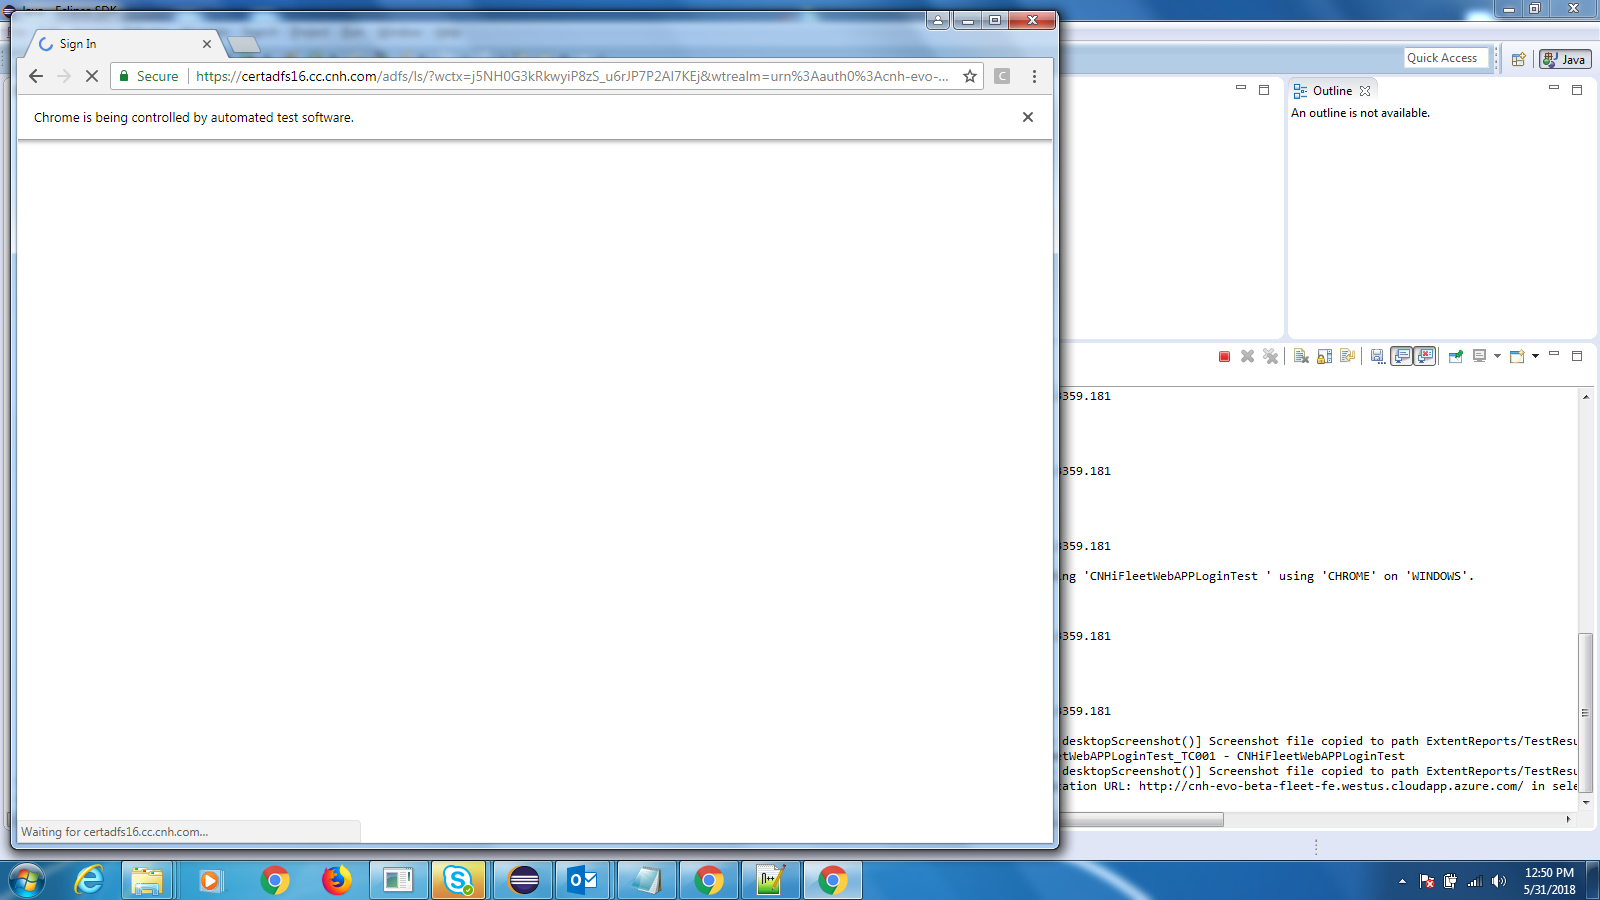 Java - Eclipse SDK
Sign In
Secure
https://certadfs16.cc.cnh.com/adfs/ls/?wctx=j5NH0G3kRkwyiP8zS_u6rJP7P2Al7KEj&wtrealm=urn%3Aauth0%3Acnh-evo-...
C
Chrome is being controlled by automated test software.
Quick Access
Java
Outline
An outline is not available.
359.181
359.181
359.181
ng 'CNHiFleetWebAPPLoginTest ' using 'CHROME' on 'WINDOWS'.
359.181
359.181
desktopScreenshot()] Screenshot file copied to path ExtentReports/TestResu
tWebAPPLoginTest_TC001 - CNHiFleetWebAPPLoginTest
desktopScreenshot()] Screenshot file copied to path ExtentReports/TestResu
ation URL: http://cnh-evo-beta-fleet-fe.westus.cloudapp.azure.com/ in sele
Waiting for certadfs16.cc.cnh.com...
12:50 PM
5/31/2018